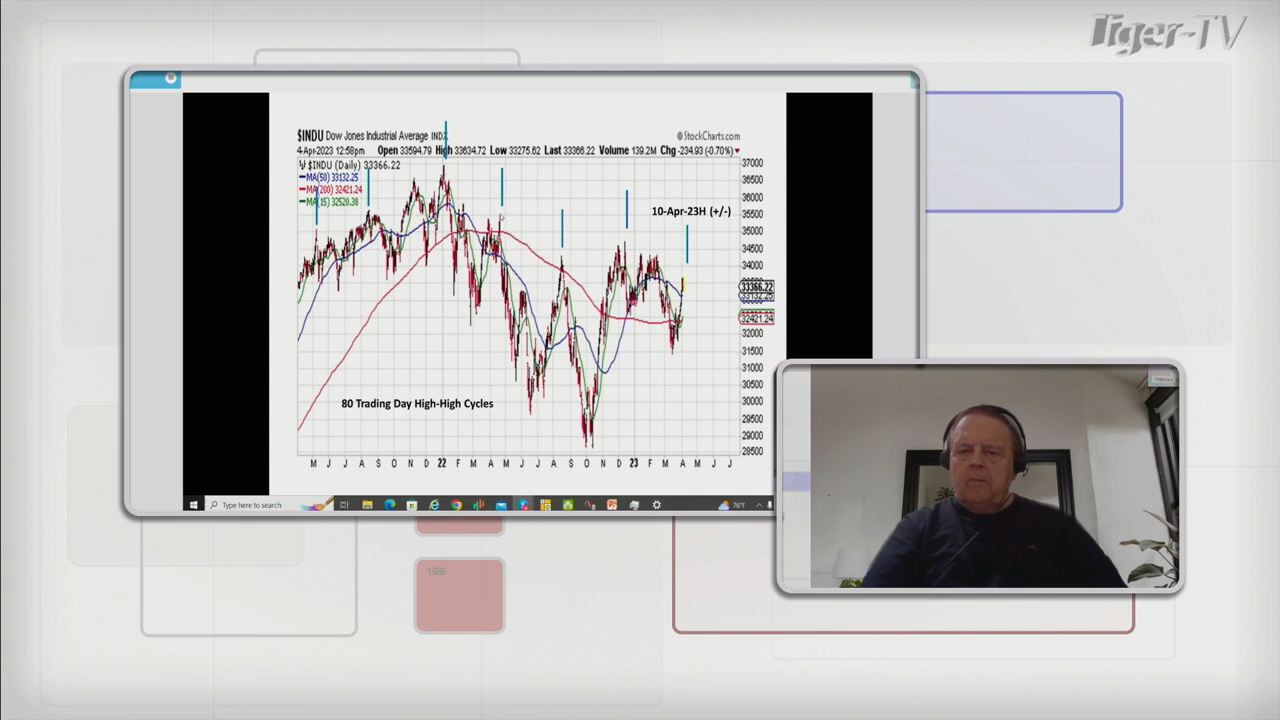 Tiger-TV
$INDU Dow Jones Industrial Average INDX
© StockCharts.com
4-Apr-2023 12:58pm
Open 33594.79 High 33634.72 Low 33275.62 Last 33366.22 Volume 139.2M Chg -234.93 (-0.70%)
$INDU (Daily) 33366.22
MA(50) 33132.25
MA(200) 32421.24
MA(15) 32520.38
10-Apr-23H (+/-)
37000
36500
36000
35500
35000
34500
34000
33500
33366.22
33132.25
32421.24
32000
31500
31000
30500
30000
29500
29000
28500
80 Trading Day High-High Cycles
M J J A S O N D 22 F M A M J J A S O N D 23 F M A M J J
Type here to search
76°F